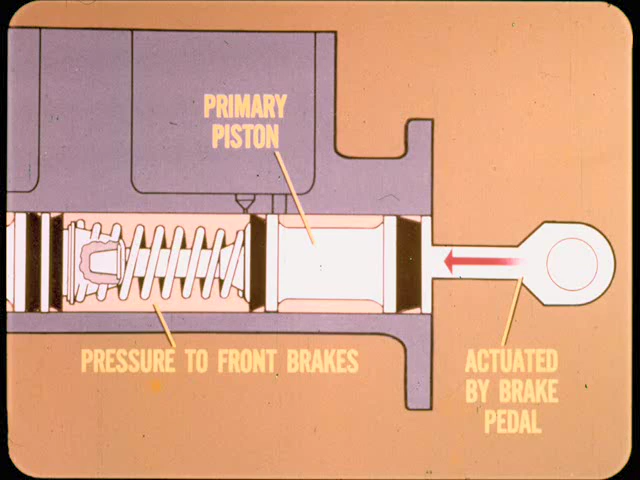 PRIMARY
PISTON
PRESSURE TO FRONT BRAKES
ACTUATED
BY BRAKE
PEDAL